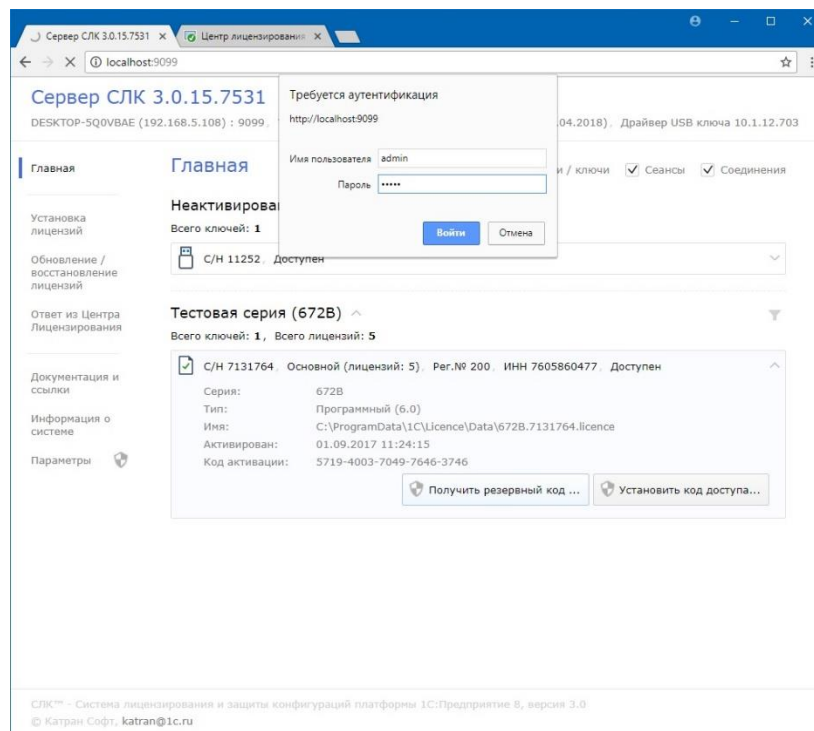 Сервер СЛК 3.0.15.7531
Центр лицензирования
localhost:9099
Сервер СЛК 3.0.15.7531
DESKTOP-5Q0VBAE (192.168.5.108) : 9099, .04.2018), Драйвер USB ключа 10.1.12.703
Требуется аутентификация
http://localhost:9099
Имя пользователя admin
Пароль •••••
Войти Отмена
Главная
Установка
лицензий
Обновление /
восстановление
лицензий
Ответ из Центра
Лицензирования
Документация и
ссылки
Информация о
системе
Параметры
Главная
и / ключи Сеансы Соединения
Неактивирова
Всего ключей: 1
С/Н 11252, Доступен
Тестовая серия (672B)
Всего ключей: 1, Всего лицензий: 5
С/Н 7131764, Основной (лицензий: 5), Рег.№ 200, ИНН 7605860477, Доступен
Серия: 672B
Тип: Программный (6.0)
Имя: C:\ProgramData\1C\Licence\Data\672B.7131764.licence
Активирован: 01.09.2017 11:24:15
Код активации: 5719-4003-7049-7646-3746
Получить резервный код ... Установить код доступа...
СЛК™ - Система лицензирования и защиты конфигураций платформы 1С:Предприятие 8, версия 3.0
© Катран Софт, katran@1c.ru